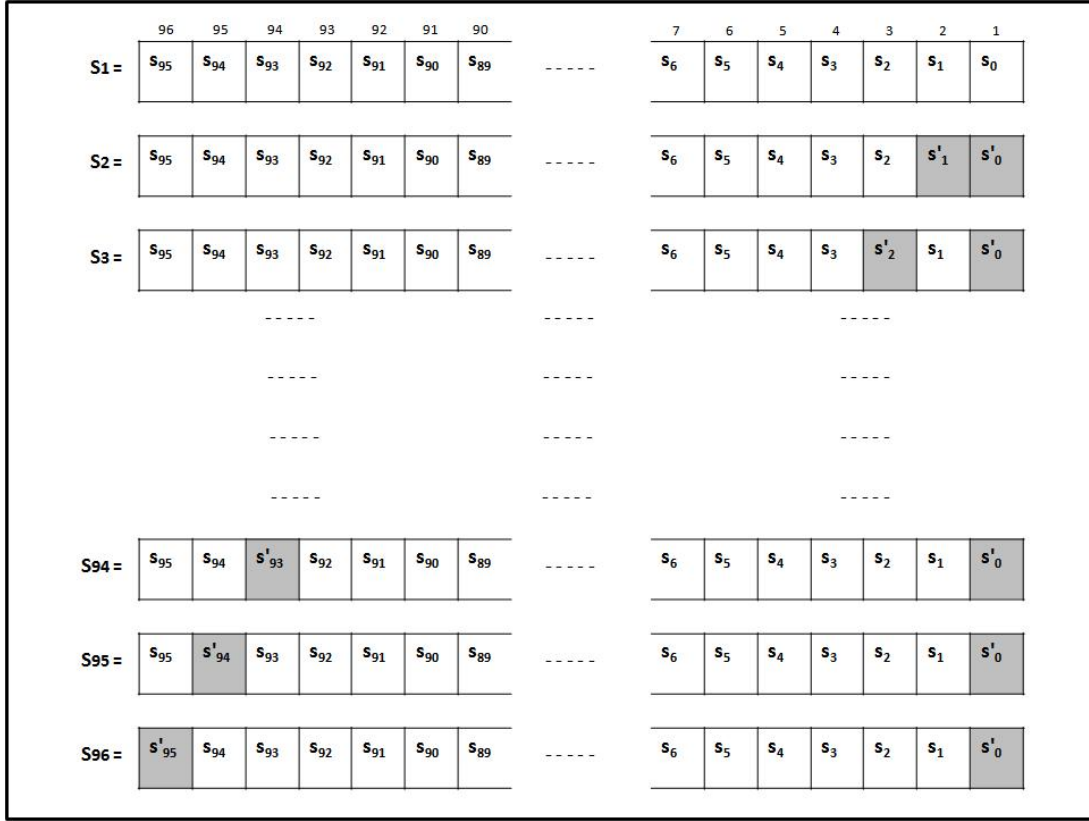 96 95 94 93 92 91 90 7 6 5 4 3 2 1
S1 = s95 s94 s93 s92 s91 s90 s89 ----- s6 s5 s4 s3 s2 s1 s0
S2 = s95 s94 s93 s92 s91 s90 s89 ----- s6 s5 s4 s3 s2 s'1 s'0
S3 = s95 s94 s93 s92 s91 s90 s89 ----- s6 s5 s4 s3 s'2 s1 s'0
----- ----- -----
----- ----- -----
----- ----- -----
----- ----- -----
S94 = s95 s94 s'93 s92 s91 s90 s89 ----- s6 s5 s4 s3 s2 s1 s'0
S95 = s95 s'94 s93 s92 s91 s90 s89 ----- s6 s5 s4 s3 s2 s1 s'0
S96 = s'95 s94 s93 s92 s91 s90 s89 ----- s6 s5 s4 s3 s2 s1 s'0